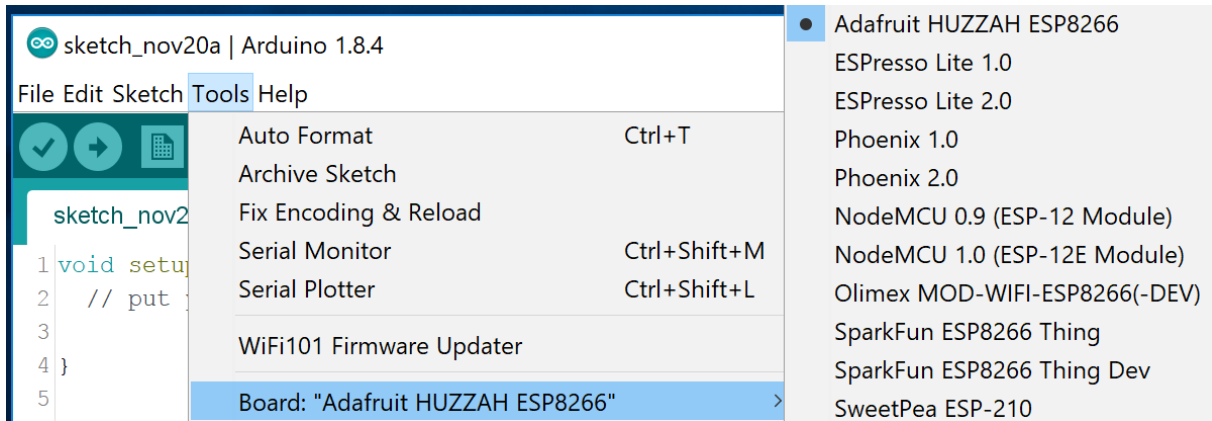 sketch_nov20a | Arduino 1.8.4
File Edit Sketch Tools Help
Auto Format Ctrl+T
Archive Sketch
Fix Encoding & Reload
Serial Monitor Ctrl+Shift+M
Serial Plotter Ctrl+Shift+L
WiFi101 Firmware Updater
Board: "Adafruit HUZZAH ESP8266"
sketch_nov2
1 void setup
2 // put
3
4 }
5
Adafruit HUZZAH ESP8266
ESPresso Lite 1.0
ESPresso Lite 2.0
Phoenix 1.0
Phoenix 2.0
NodeMCU 0.9 (ESP-12 Module)
NodeMCU 1.0 (ESP-12E Module)
Olimex MOD-WIFI-ESP8266(-DEV)
SparkFun ESP8266 Thing
SparkFun ESP8266 Thing Dev
SweetPea ESP-210